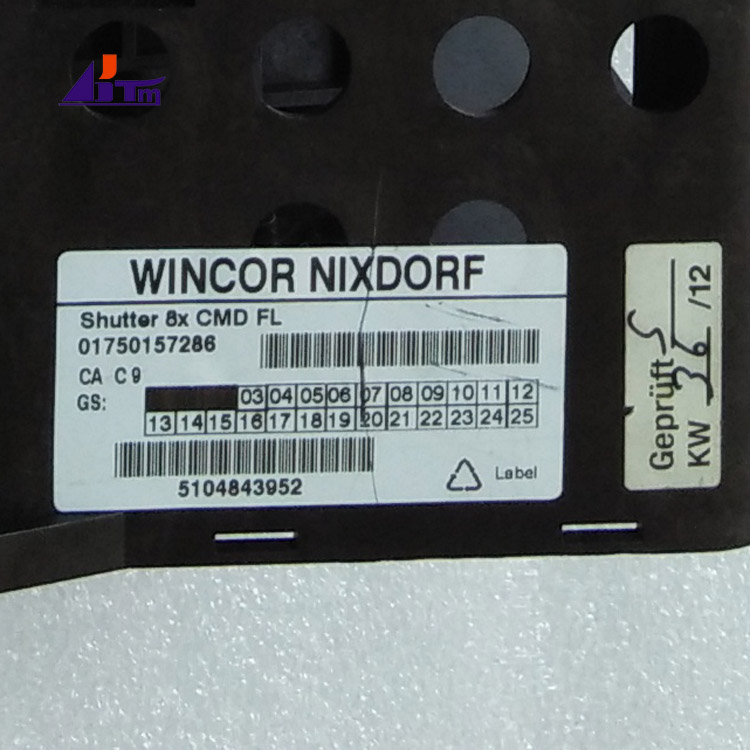 WINCOR NIXDORF
Shutter 8x CMD FL
01750157286
CA C9
GS:
03 04 05 06 07 08 09 10 11 12
13 14 15 16 17 18 19 20 21 22 23 24 25
5104843952
Label
Geprüft S
KW 36 /12